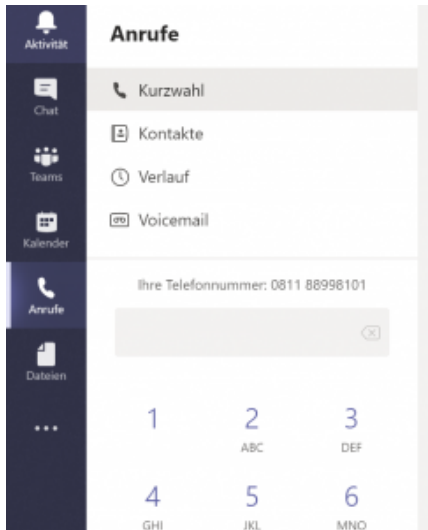 Aktivität
Chat
Teams
Kalender
Anrufe
Dateien
Anrufe
Kurzwahl
Kontakte
Verlauf
Voicemail
Ihre Telefonnummer: 0811 88998101
1 2 3
ABC DEF
4 5 6
GHI JKL MNO